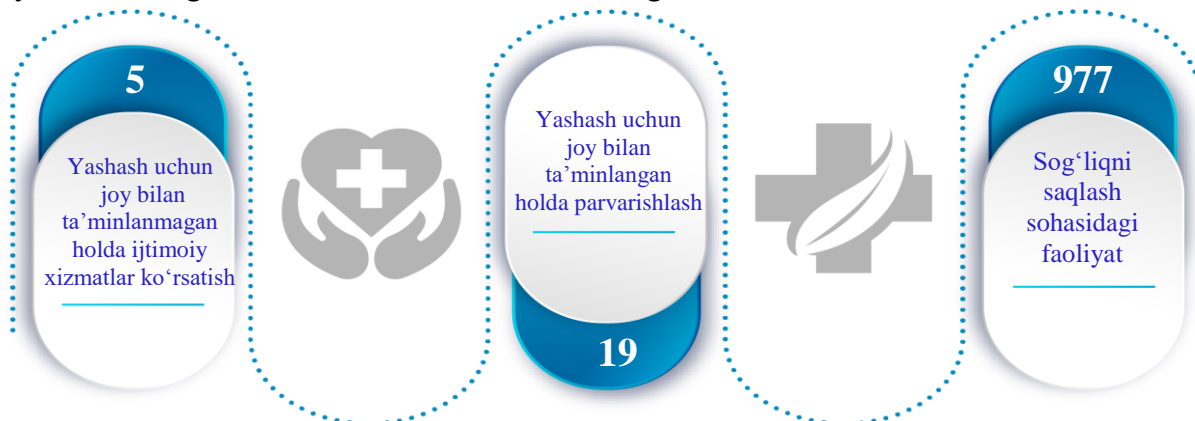 5
Yashash uchun
joy bilan
ta’minlanmagan
holda ijtimoiy
xizmatlar ko‘rsatish
Yashash uchun
joy bilan
ta’minlangan
holda parvarishlash
19
977
Sog‘liqni
saqlash
sohasidagi
faoliyat